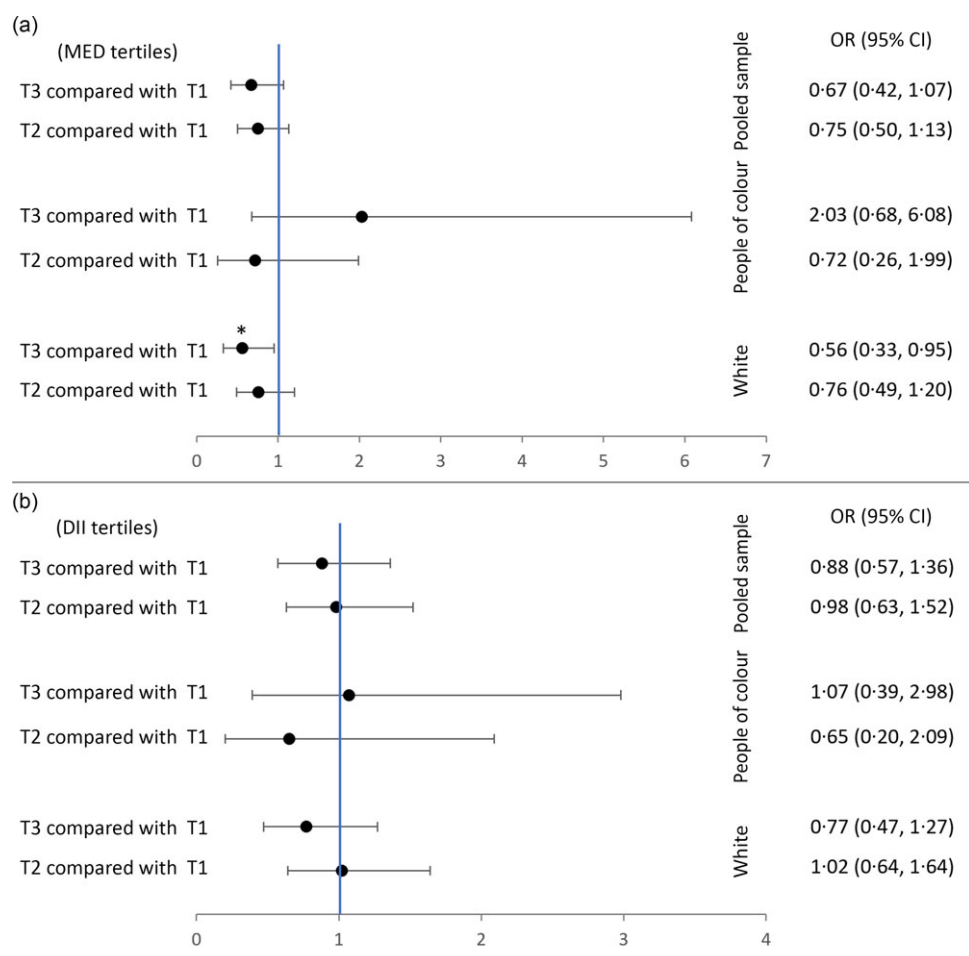 (a)
(MED tertiles)
OR (95% CI)
Pooled sample
T3 compared with T1
0·67 (0·42, 1·07)
T2 compared with T1
0·75 (0·50, 1·13)
People of colour
T3 compared with T1
2·03 (0·68, 6·08)
T2 compared with T1
0·72 (0·26, 1·99)
White
*
T3 compared with T1
0·56 (0·33, 0·95)
T2 compared with T1
0·76 (0·49, 1·20)
0 1 2 3 4 5 6 7
(b)
(DII tertiles)
OR (95% CI)
Pooled sample
T3 compared with T1
0·88 (0·57, 1·36)
T2 compared with T1
0·98 (0·63, 1·52)
People of colour
T3 compared with T1
1·07 (0·39, 2·98)
T2 compared with T1
0·65 (0·20, 2·09)
White
T3 compared with T1
0·77 (0·47, 1·27)
T2 compared with T1
1·02 (0·64, 1·64)
0 1 2 3 4